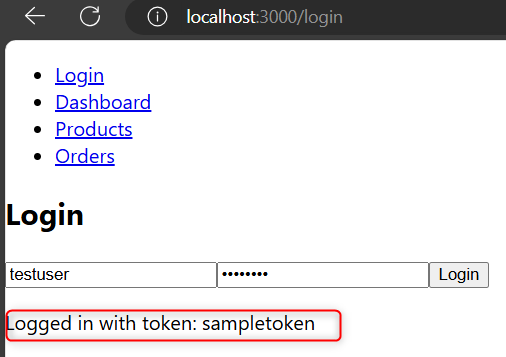 localhost:3000/login
Login
Dashboard
Products
Orders
Login
testuser •••••••• Login
Logged in with token: sampletoken